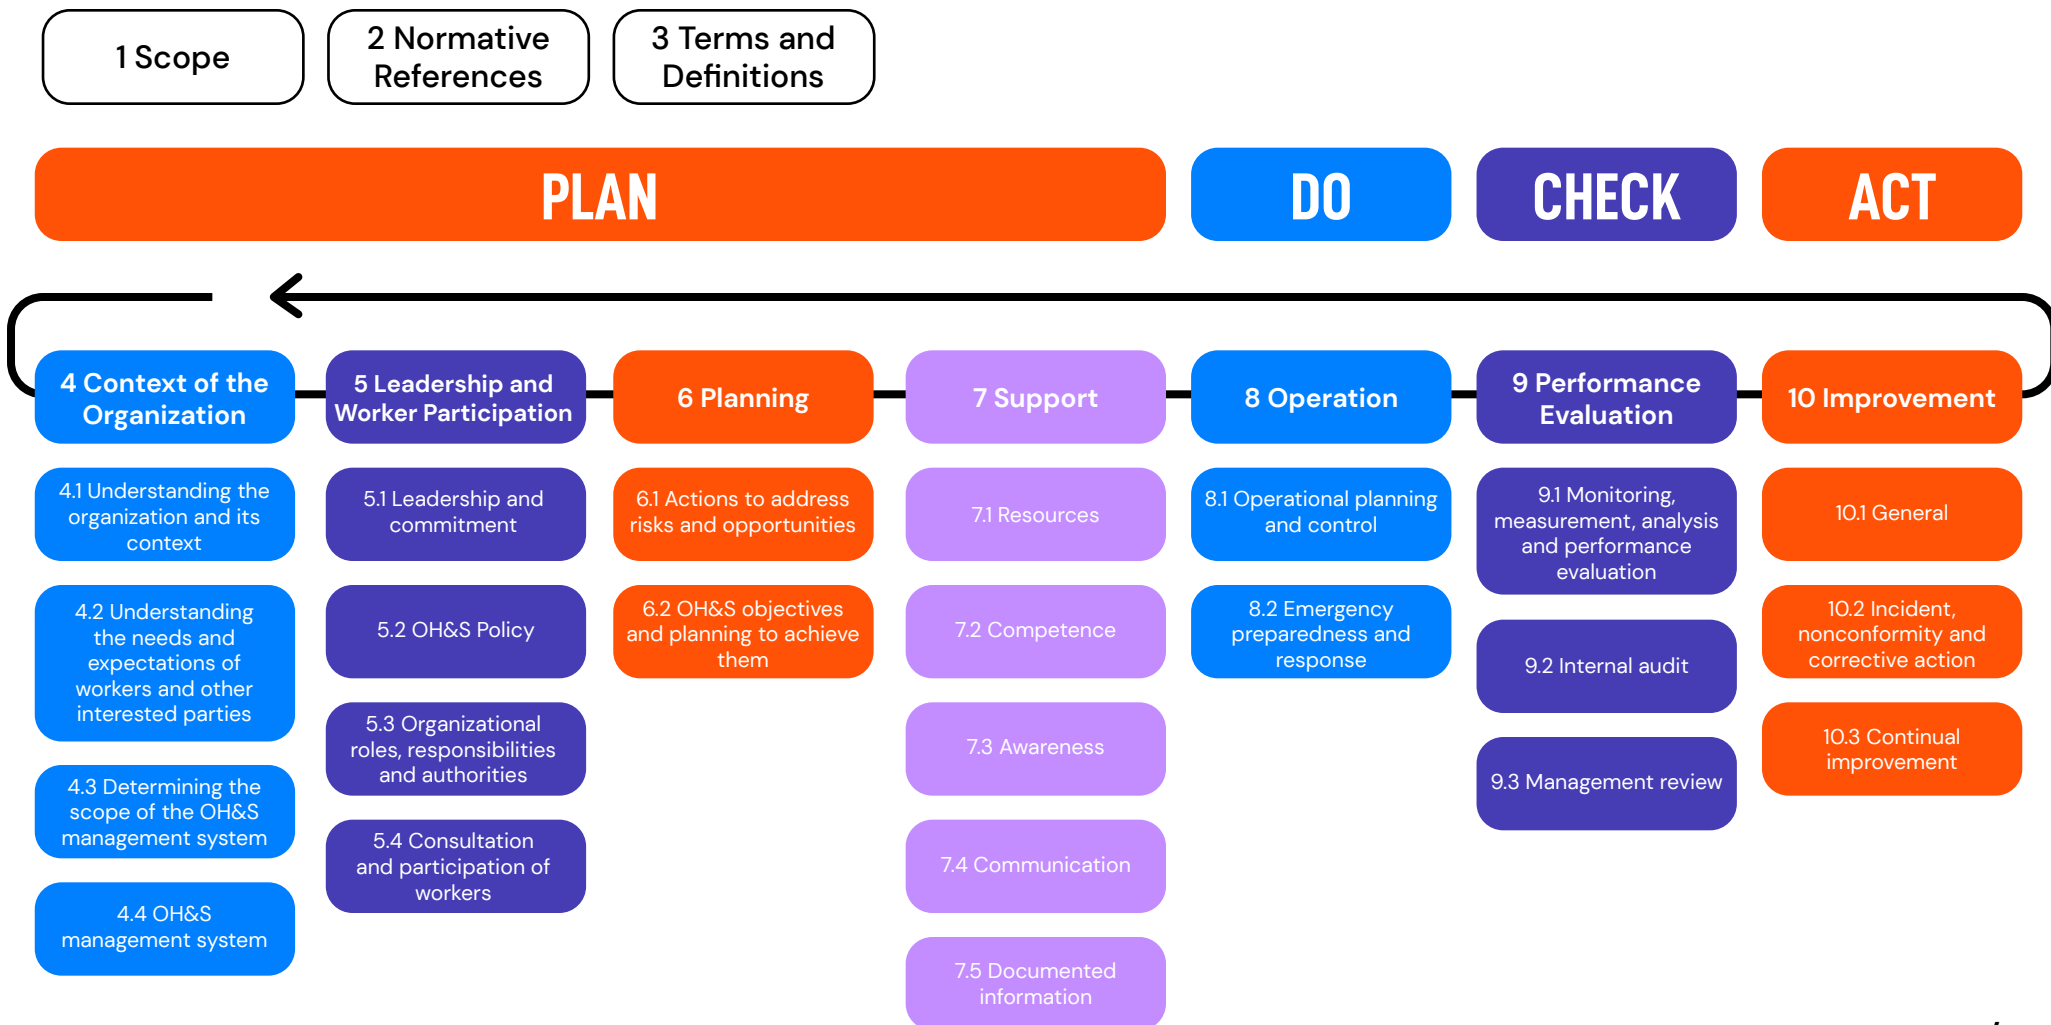 1 Scope
2 Normative
References
3 Terms and
Definitions
PLAN
DO
CHECK
ACT
4 Context of the
Organization
5 Leadership and
Worker Participation
6 Planning
7 Support
8 Operation
9 Performance
Evaluation
10 Improvement
4.1 Understanding the
organization and its
context
4.2 Understanding
the needs and
expectations of
workers and other
interested parties
4.3 Determining the
scope of the OH&S
management system
4.4 OH&S
management system
5.1 Leadership and
commitment
5.2 OH&S Policy
5.3 Organizational
roles, responsibilities
and authorities
5.4 Consultation
and participation of
workers
6.1 Actions to address
risks and opportunities
6.2 OH&S objectives
and planning to achieve
them
7.1 Resources
7.2 Competence
7.3 Awareness
7.4 Communication
7.5 Documented
information
8.1 Operational planning
and control
8.2 Emergency
preparedness and
response
9.1 Monitoring,
measurement, analysis
and performance
evaluation
9.2 Internal audit
9.3 Management review
10.1 General
10.2 Incident,
nonconformity and
corrective action
10.3 Continual
improvement